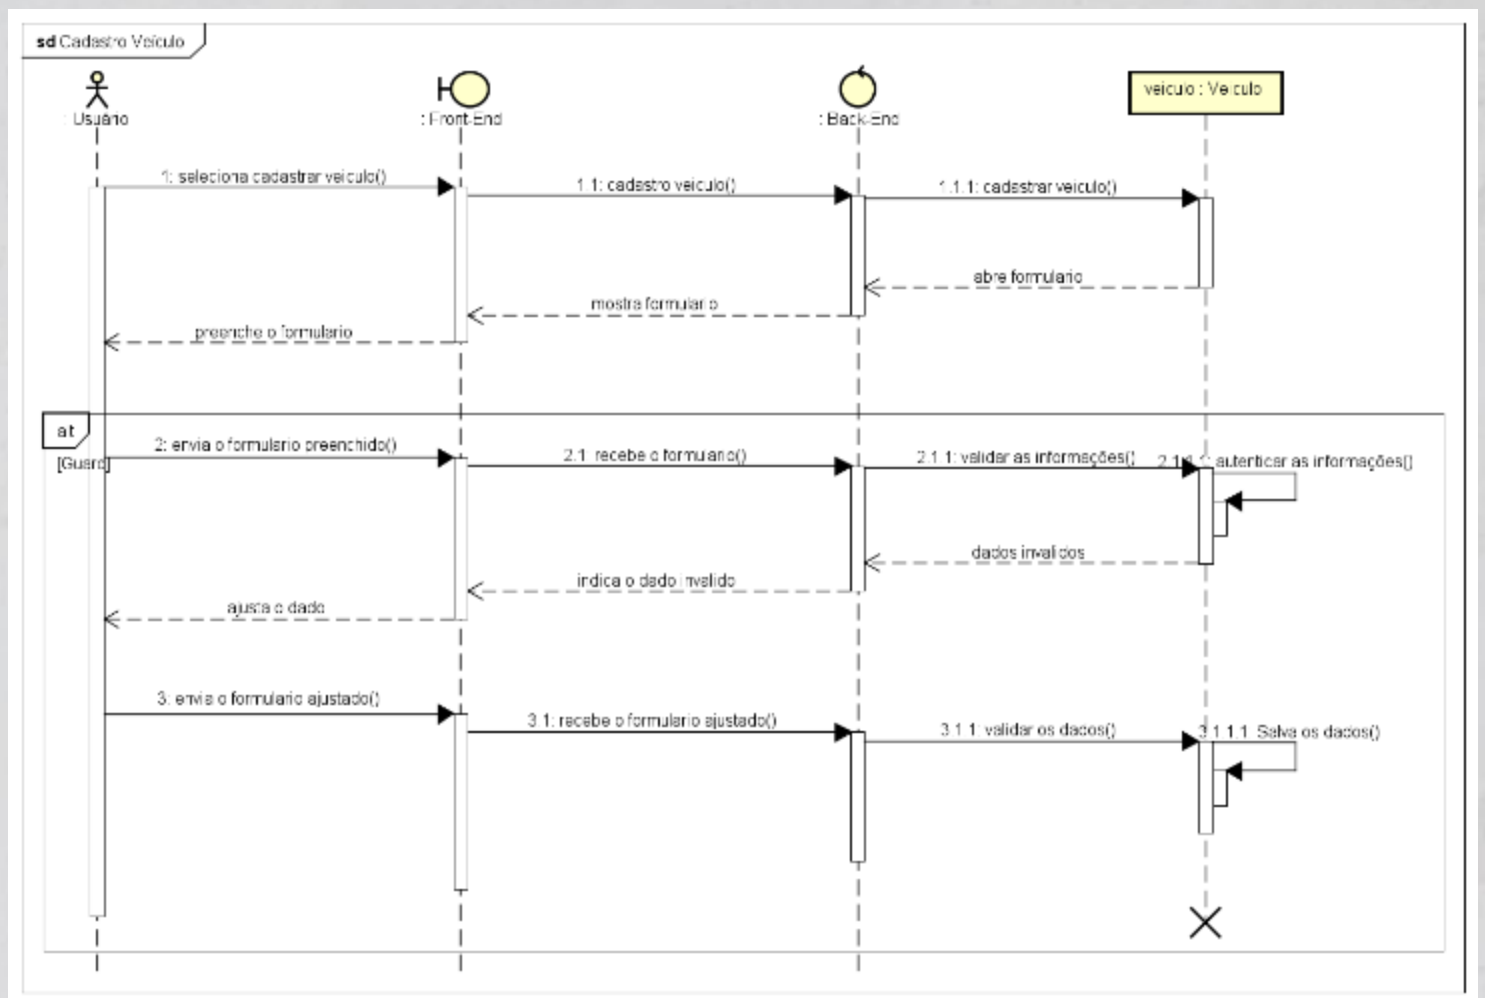 sd Cadastro Veículo
: Usuário
: Front-End
: Back-End
veiculo : Veiculo
1: seleciona cadastrar veiculo()
1.1: cadastro veiculo()
1.1.1: cadastrar veiculo()
abre formulario
mostra formulario
preenche o formulario
alt
[Guard]
2: envia o formulario preenchido()
2.1: recebe o formulario()
2.1.1: validar as informações()
2.1.1.1: autenticar as informações()
dados invalidos
indica o dado invalido
ajusta o dado
3: envia o formulario ajustado()
3.1: recebe o formulario ajustado()
3.1.1: validar os dados()
3.1.1.1: Salva os dados()